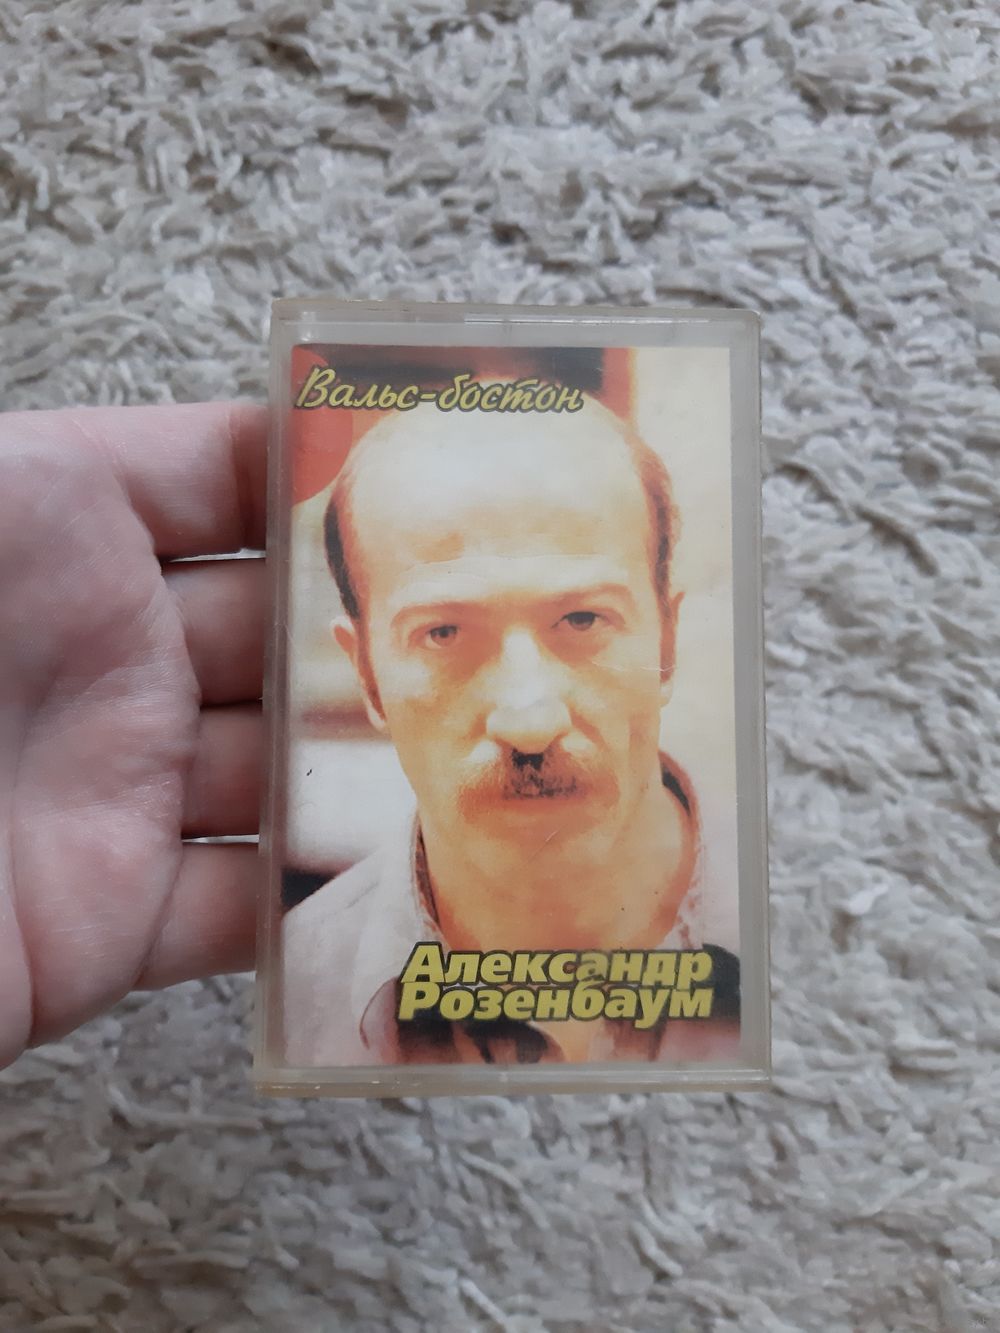 Вальс-бостон
Александр
Розенбаум